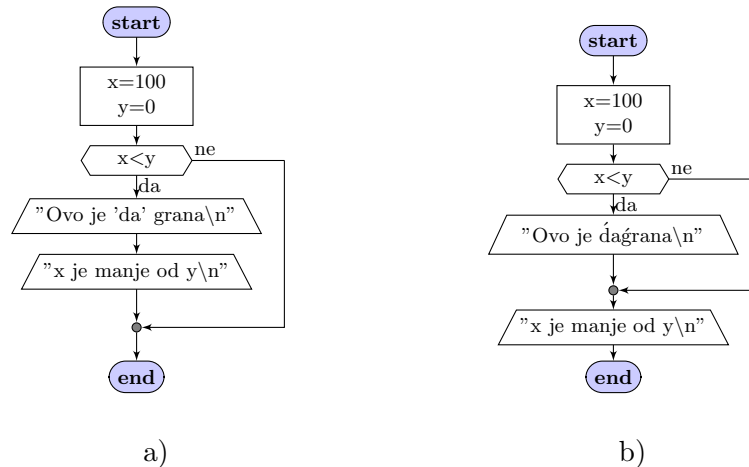 start
x=100
y=0
x<y
ne
da
"Ovo je 'da' grana\n"
"x je manje od y\n"
end
a)
start
x=100
y=0
x<y
ne
da
"Ovo je d́aǵrana\n"
"x je manje od y\n"
end
b)